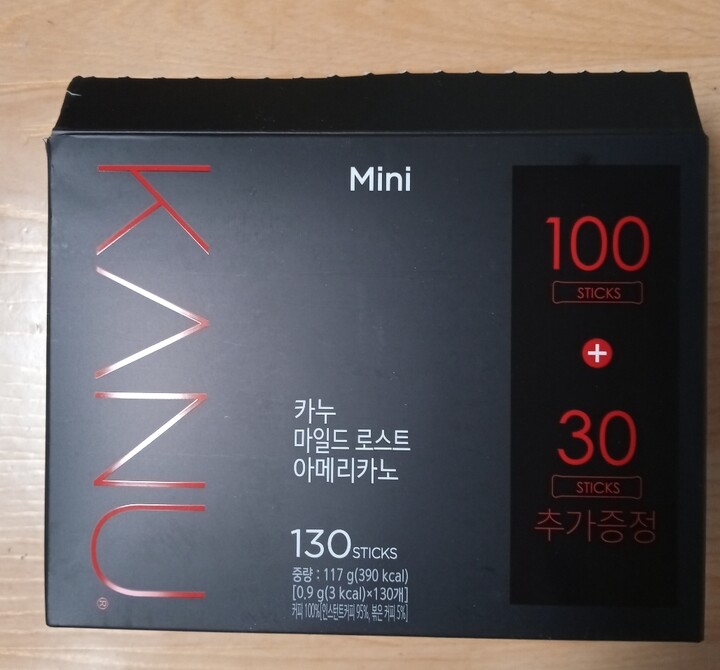 KANU®
Mini
카누
마일드 로스트
아메리카노
130 STICKS
중량 : 117 g(390 kcal)
[0.9 g(3 kcal)×130개]
커피 100%[인스턴트커피 95%, 볶은 커피 5%]
100
STICKS
+
30
STICKS
추가증정